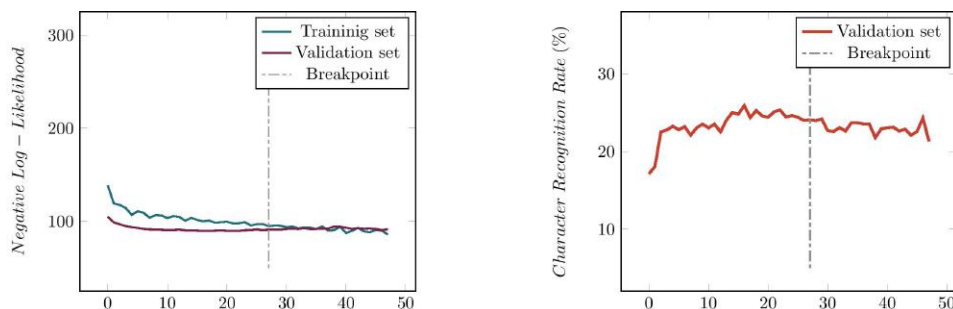 Negative Log – Likelihood
300
200
100
0 10 20 30 40 50
Traininig set
Validation set
Breakpoint
Character Recognition Rate (%)
30
20
10
0 10 20 30 40 50
Validation set
Breakpoint